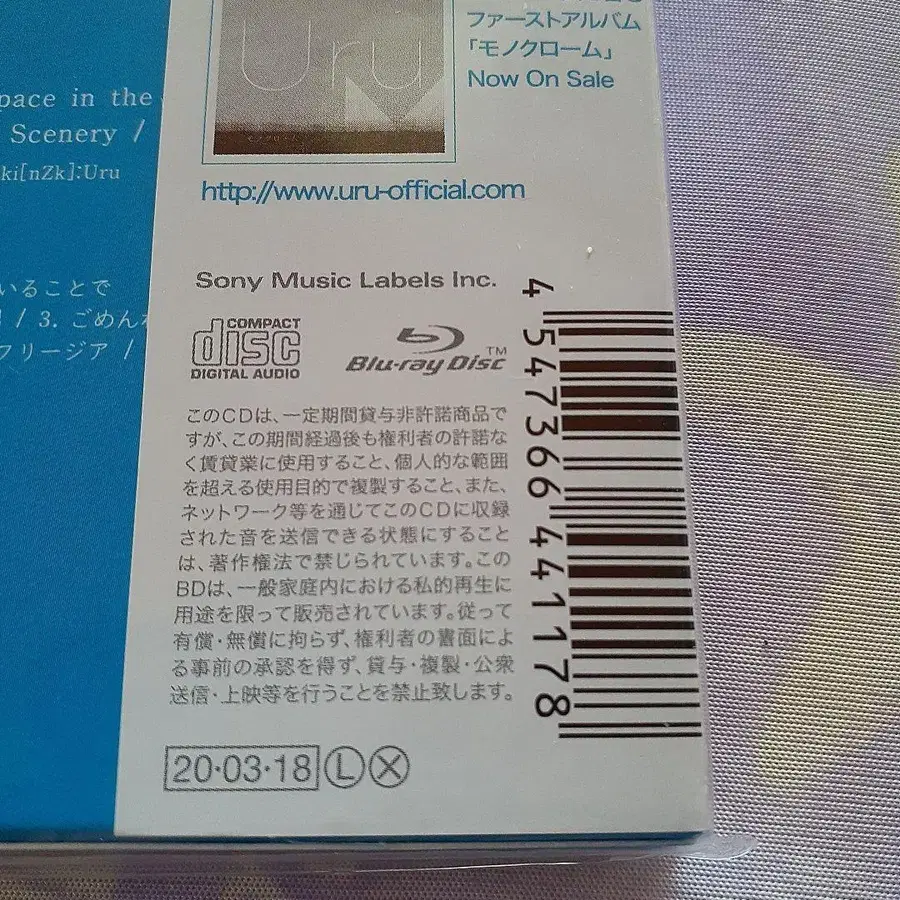 pace in the
Scenery /
ki[nZk]:Uru
いることで
/ 3. ごめんね
フリージア /
Uru
ファーストアルバム
「モノクローム」
Now On Sale
http://www.uru-official.com
Sony Music Labels Inc.
COMPACT
disc
DIGITAL AUDIO
Blu-ray Disc™
このCDは、一定期間貸与非許諾商品で
すが、この期間経過後も権利者の許諾な
く賃貸業に使用すること、個人的な範囲
を超える使用目的で複製すること、また、
ネットワーク等を通じてこのCDに収録
された音を送信できる状態にすること
は、著作権法で禁じられています。この
BDは、一般家庭内における私的再生に
用途を限って販売されています。従って
有償・無償に拘らず、権利者の書面によ
る事前の承認を得ず、貸与・複製・公衆
送信・上映等を行うことを禁止致します。
20・03・18 Ⓛ Ⓧ
4 547366 441178